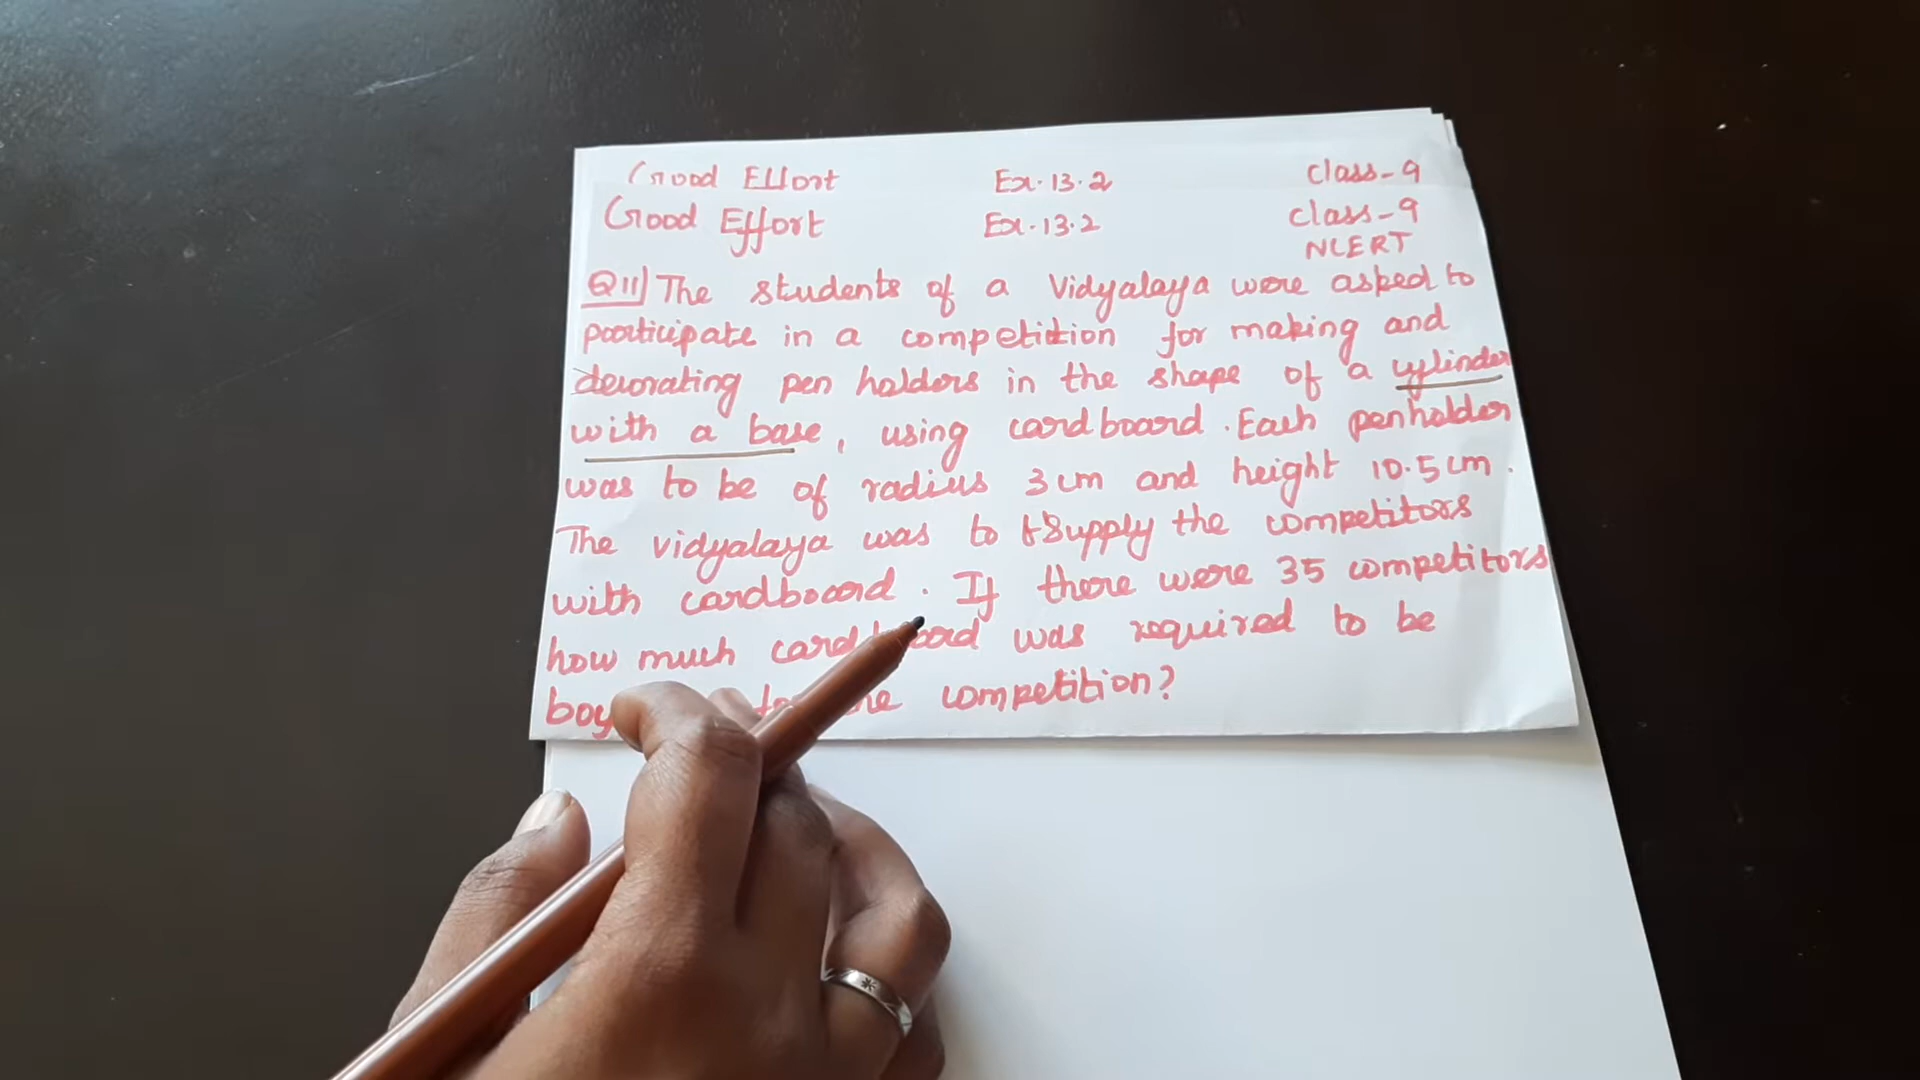 Good Effort Ex. 13.2 class-9
Good Effort Ex. 13.2 class-9
NCERT
Q11) The students of a Vidyalaya were asked to
participate in a competition for making and
decorating pen holders in the shape of a cylinder
with a base, using cardboard. Each penholder
was to be of radius 3cm and height 10.5cm.
The vidyalaya was to supply the competitors
with cardboard. If there were 35 competitors
how much cardboard was required to be
the competition?